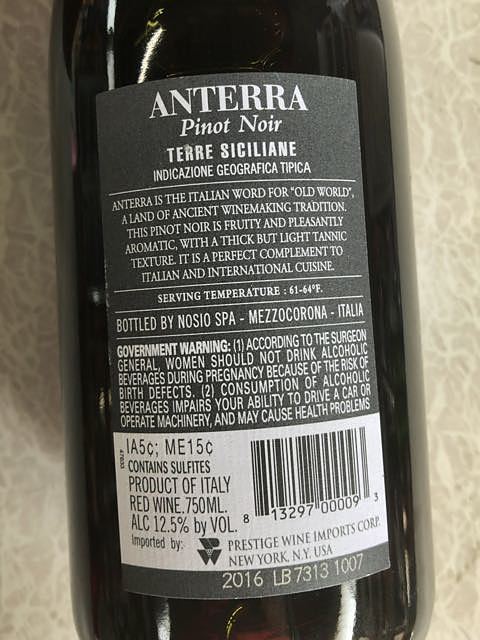 ANTERRA
Pinot Noir
TERRE SICILIANE
INDICAZIONE GEOGRAFICA TIPICA
ANTERRA IS THE ITALIAN WORD FOR "OLD WORLD",
A LAND OF ANCIENT WINEMAKING TRADITION.
THIS PINOT NOIR IS FRUITY AND PLEASANTLY
AROMATIC, WITH A THICK BUT LIGHT TANNIC
TEXTURE. IT IS A PERFECT COMPLEMENT TO
ITALIAN AND INTERNATIONAL CUISINE.
SERVING TEMPERATURE : 61-64°F.
BOTTLED BY NOSIO SPA - MEZZOCORONA - ITALIA
GOVERNMENT WARNING: (1) ACCORDING TO THE SURGEON
GENERAL, WOMEN SHOULD NOT DRINK ALCOHOLIC
BEVERAGES DURING PREGNANCY BECAUSE OF THE RISK OF
BIRTH DEFECTS. (2) CONSUMPTION OF ALCOHOLIC
BEVERAGES IMPAIRS YOUR ABILITY TO DRIVE A CAR OR
OPERATE MACHINERY, AND MAY CAUSE HEALTH PROBLEMS
IA5¢; ME15¢
CONTAINS SULFITES
PRODUCT OF ITALY
RED WINE.750ML.
ALC 12.5% by VOL.
Imported by:
8 13297 00009 3
PRESTIGE WINE IMPORTS CORP.
NEW YORK, N.Y. USA
2016 LB7313 1007